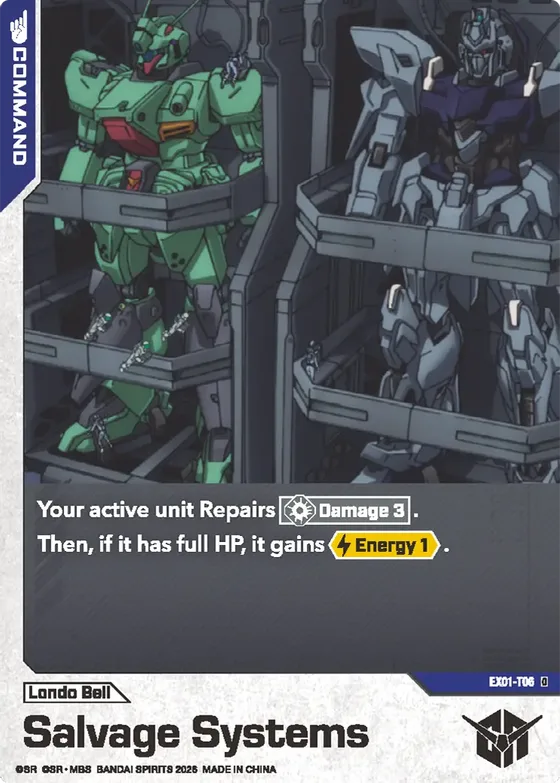 COMMAND
Your active unit Repairs Damage 3.
Then, if it has full HP, it gains Energy 1.
EX01-T06
Londo Bell
Salvage Systems
©SR ©SR・MBS BANDAI SPIRITS 2025 MADE IN CHINA